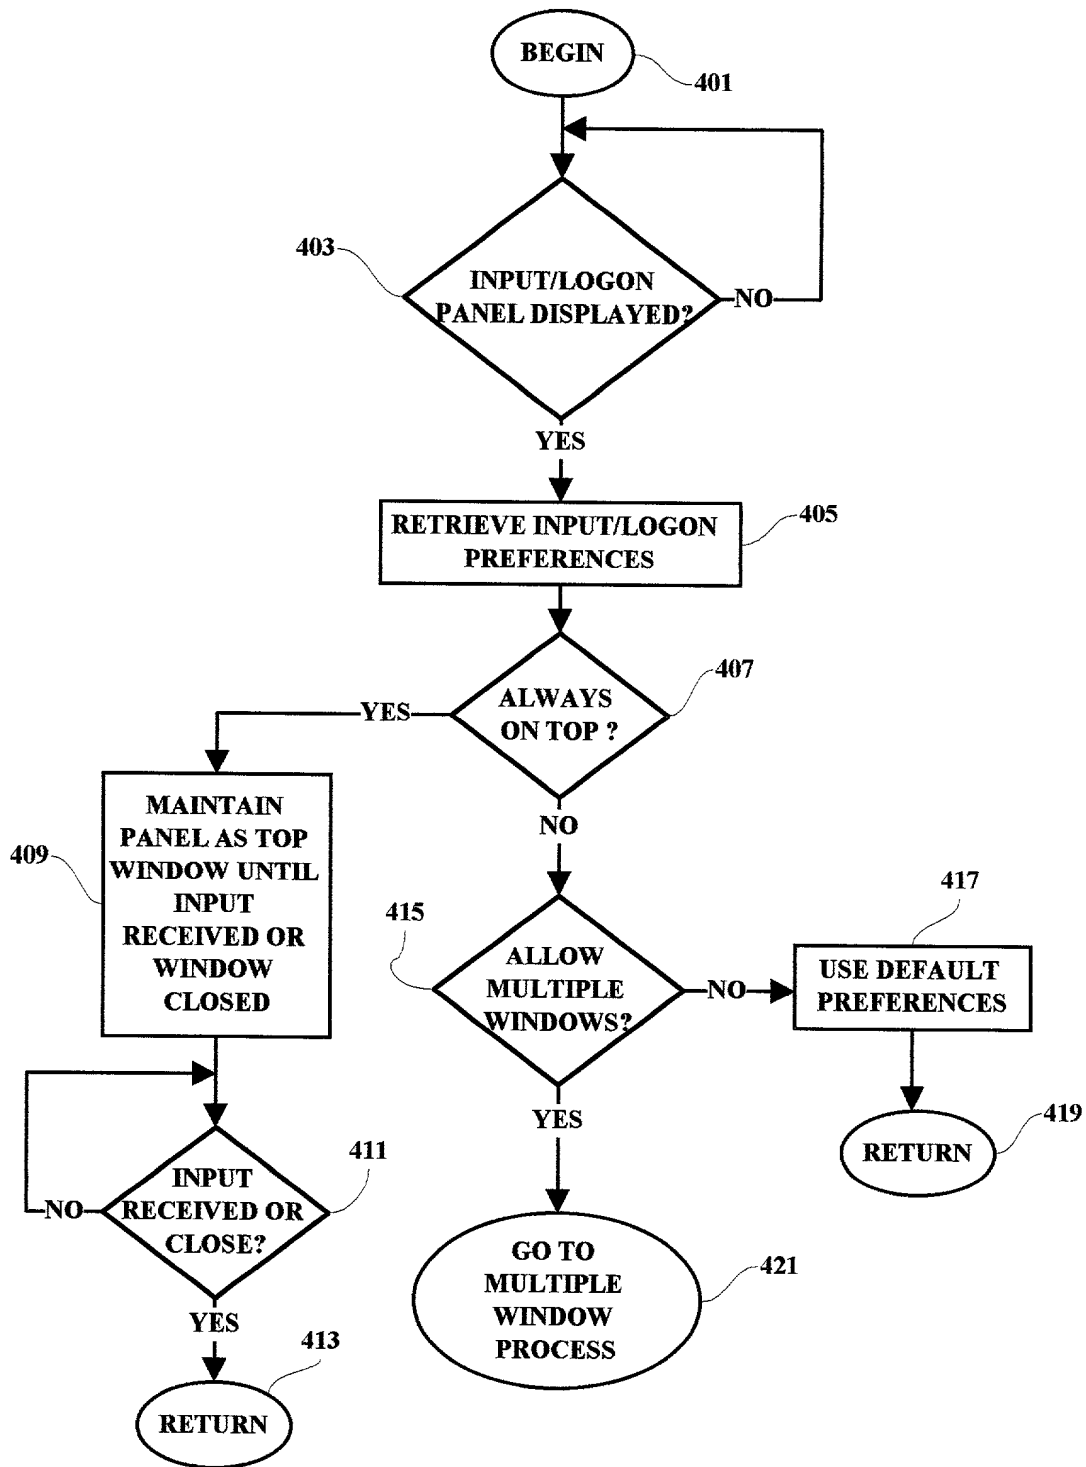 BEGIN
401
403
INPUT/LOGON
PANEL DISPLAYED?
NO
YES
RETRIEVE INPUT/LOGON
PREFERENCES
405
ALWAYS
ON TOP ?
407
YES
NO
MAINTAIN
PANEL AS TOP
WINDOW UNTIL
INPUT
RECEIVED OR
WINDOW
CLOSED
409
415
ALLOW
MULTIPLE
WINDOWS?
NO
417
USE DEFAULT
PREFERENCES
YES
RETURN
419
INPUT
RECEIVED OR
CLOSE?
411
NO
YES
GO TO
MULTIPLE
WINDOW
PROCESS
421
413
RETURN